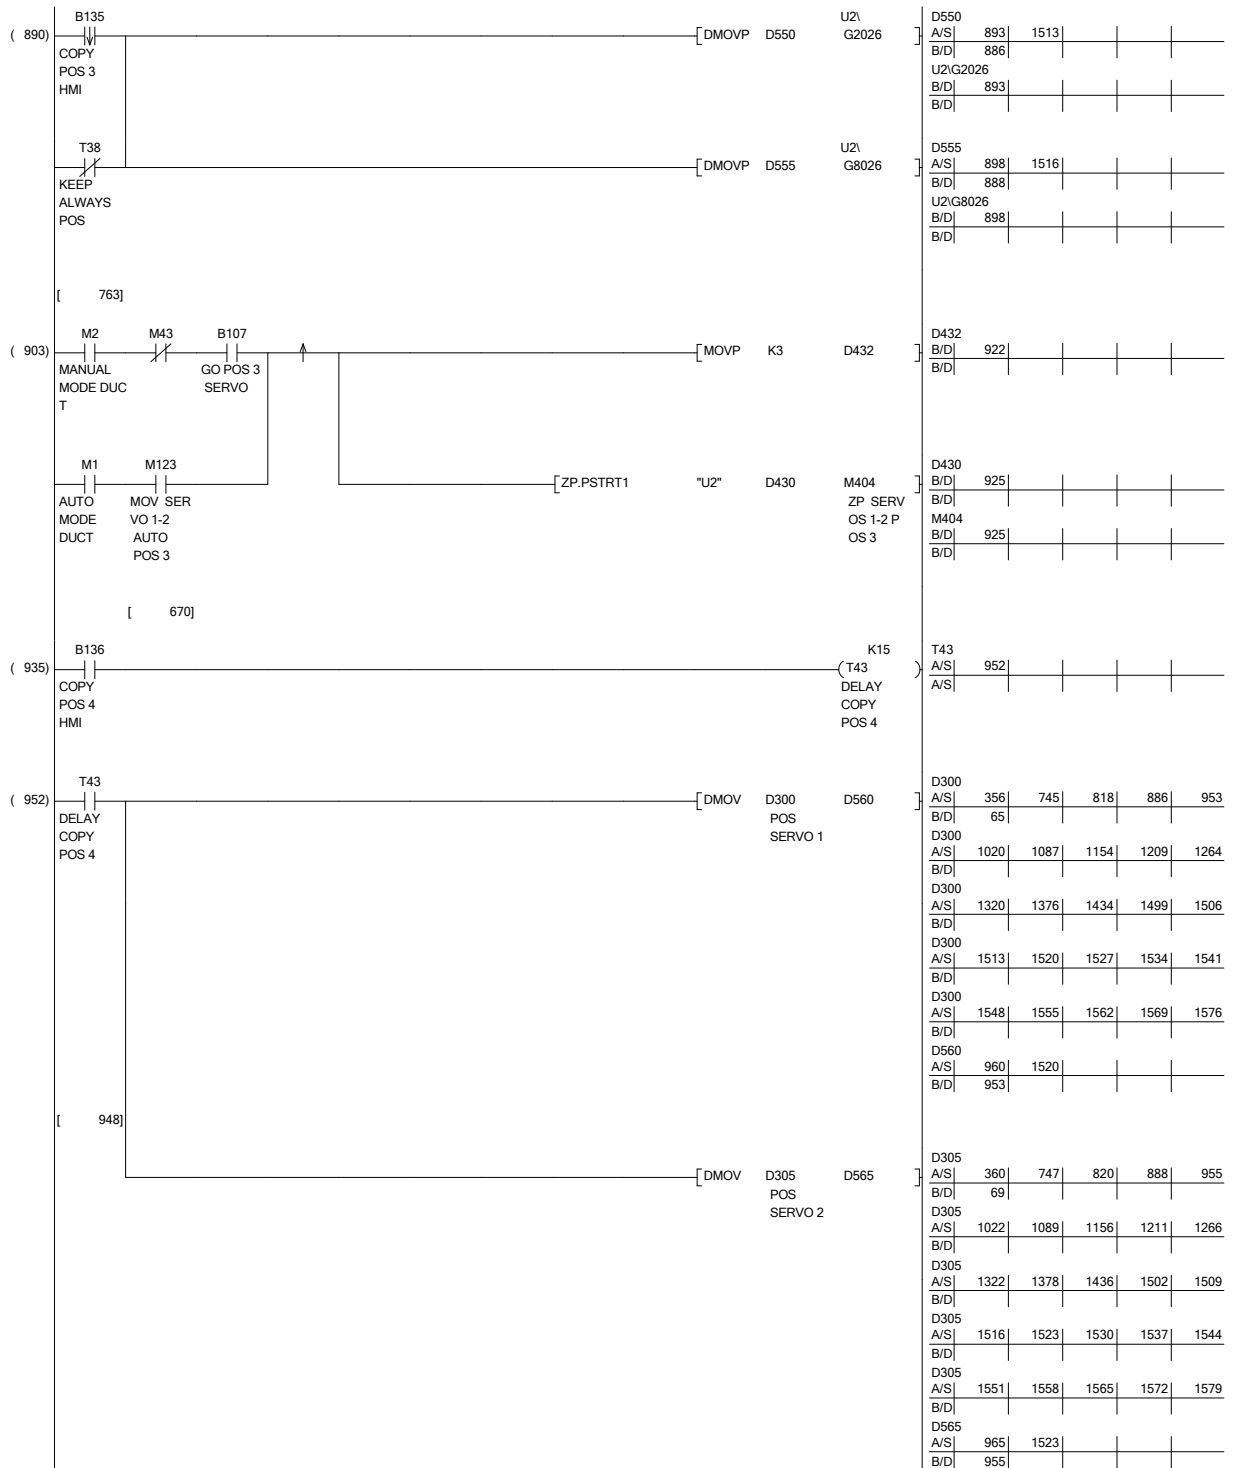 B135 U2\ D550
( 890) [ DMOVP D550 G2026 ] A/S 893 1513
COPY B/D 886
POS 3 U2\G2026
HMI B/D 893
B/D
T38 U2\ D555
[ DMOVP D555 G8026 ] A/S 898 1516
KEEP B/D 888
ALWAYS U2\G8026
POS B/D 898
B/D
[ 763]
M2 M43 B107 D432
( 903) [ MOVP K3 D432 ] B/D 922
MANUAL GO POS 3 B/D
MODE DUC SERVO
T
M1 M123 D430
[ ZP.PSTRT1 "U2" D430 M404 ] B/D 925
AUTO MOV SER ZP SERV B/D
MODE VO 1-2 OS 1-2 P M404
DUCT AUTO OS 3 B/D 925
POS 3 B/D
[ 670]
B136 K15 T43
( 935) ( T43 ) A/S 952
COPY DELAY A/S
POS 4 COPY
HMI POS 4
T43 D300
( 952) [ DMOV D300 D560 ] A/S 356 745 818 886 953
DELAY POS B/D 65
COPY SERVO 1 D300
POS 4 A/S 1020 1087 1154 1209 1264
B/D
D300
A/S 1320 1376 1434 1499 1506
B/D
D300
A/S 1513 1520 1527 1534 1541
B/D
D300
A/S 1548 1555 1562 1569 1576
B/D
D560
A/S 960 1520
B/D 953
[ 948]
D305
[ DMOV D305 D565 ] A/S 360 747 820 888 955
POS B/D 69
SERVO 2 D305
A/S 1022 1089 1156 1211 1266
B/D
D305
A/S 1322 1378 1436 1502 1509
B/D
D305
A/S 1516 1523 1530 1537 1544
B/D
D305
A/S 1551 1558 1565 1572 1579
B/D
D565
A/S 965 1523
B/D 955